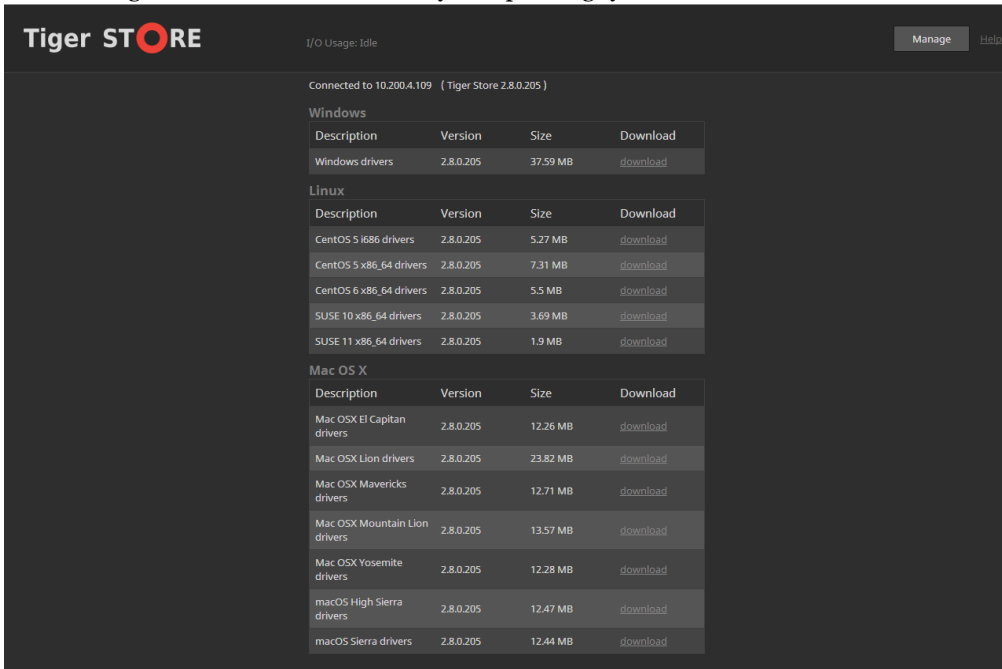 Tiger STORE
I/O Usage: Idle
Manage
Help
Connected to 10.200.4.109 ( Tiger Store 2.8.0.205 )
Windows
Description Version Size Download
Windows drivers 2.8.0.205 37.59 MB download
Linux
Description Version Size Download
CentOS 5 i686 drivers 2.8.0.205 5.27 MB download
CentOS 5 x86_64 drivers 2.8.0.205 7.31 MB download
CentOS 6 x86_64 drivers 2.8.0.205 5.5 MB download
SUSE 10 x86_64 drivers 2.8.0.205 3.69 MB download
SUSE 11 x86_64 drivers 2.8.0.205 1.9 MB download
Mac OS X
Description Version Size Download
Mac OSX El Capitan
drivers 2.8.0.205 12.26 MB download
Mac OSX Lion drivers 2.8.0.205 23.82 MB download
Mac OSX Mavericks
drivers 2.8.0.205 12.71 MB download
Mac OSX Mountain Lion
drivers 2.8.0.205 13.57 MB download
Mac OSX Yosemite
drivers 2.8.0.205 12.28 MB download
macOS High Sierra
drivers 2.8.0.205 12.47 MB download
macOS Sierra drivers 2.8.0.205 12.44 MB download